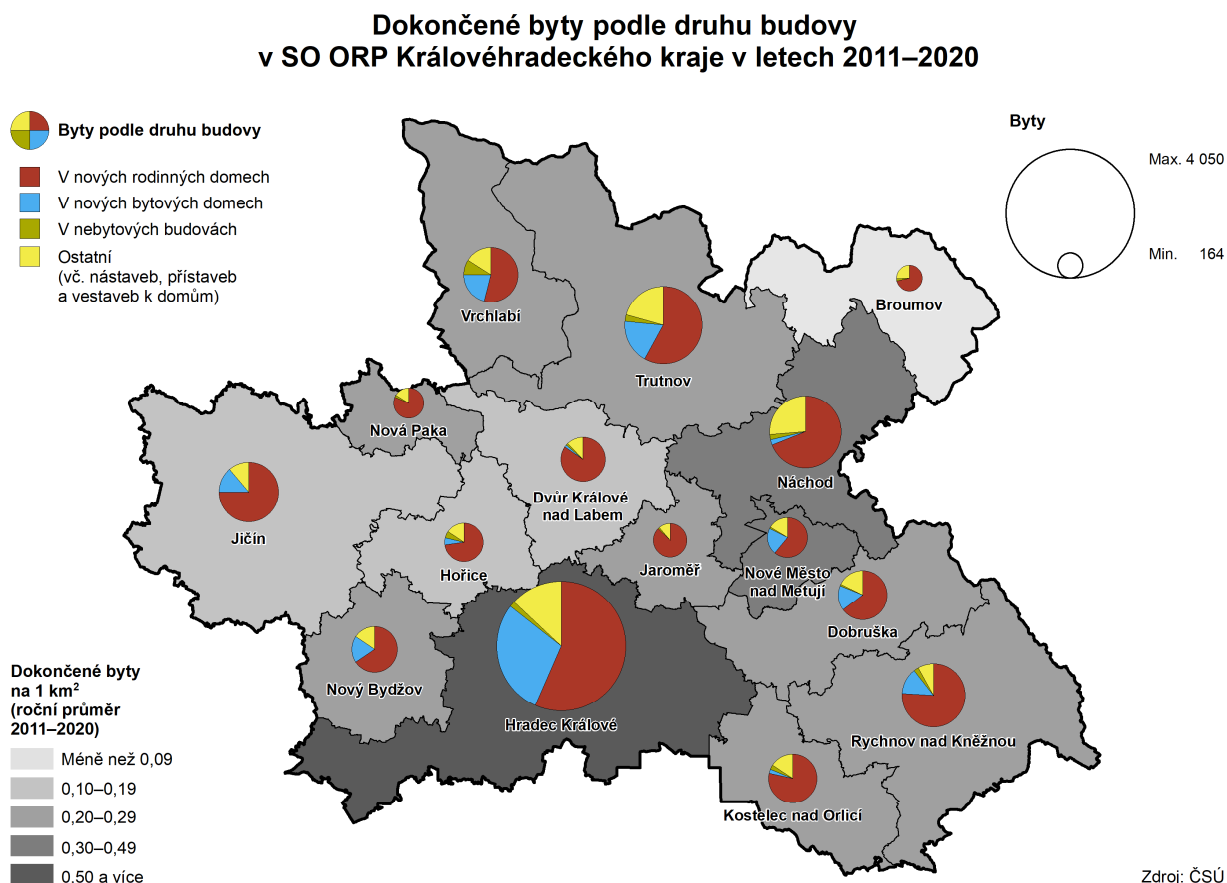 Dokončené byty podle druhu budovy
v SO ORP Královéhradeckého kraje v letech 2011–2020
Byty podle druhu budovy
V nových rodinných domech
V nových bytových domech
V nebytových budovách
Ostatní
(vč. nástaveb, přístaveb
a vestaveb k domům)
Byty
Max. 4 050
Min. 164
Vrchlabí
Trutnov
Broumov
Nová Paka
Náchod
Dvůr Králové
nad Labem
Jičín
Hořice
Jaroměř
Nové Město
nad Metují
Dobruška
Nový Bydžov
Hradec Králové
Rychnov nad Kněžnou
Kostelec nad Orlicí
Dokončené byty
na 1 km²
(roční průměr
2011–2020)
Méně než 0,09
0,10–0,19
0,20–0,29
0,30–0,49
0,50 a více
Zdroj: ČSÚ